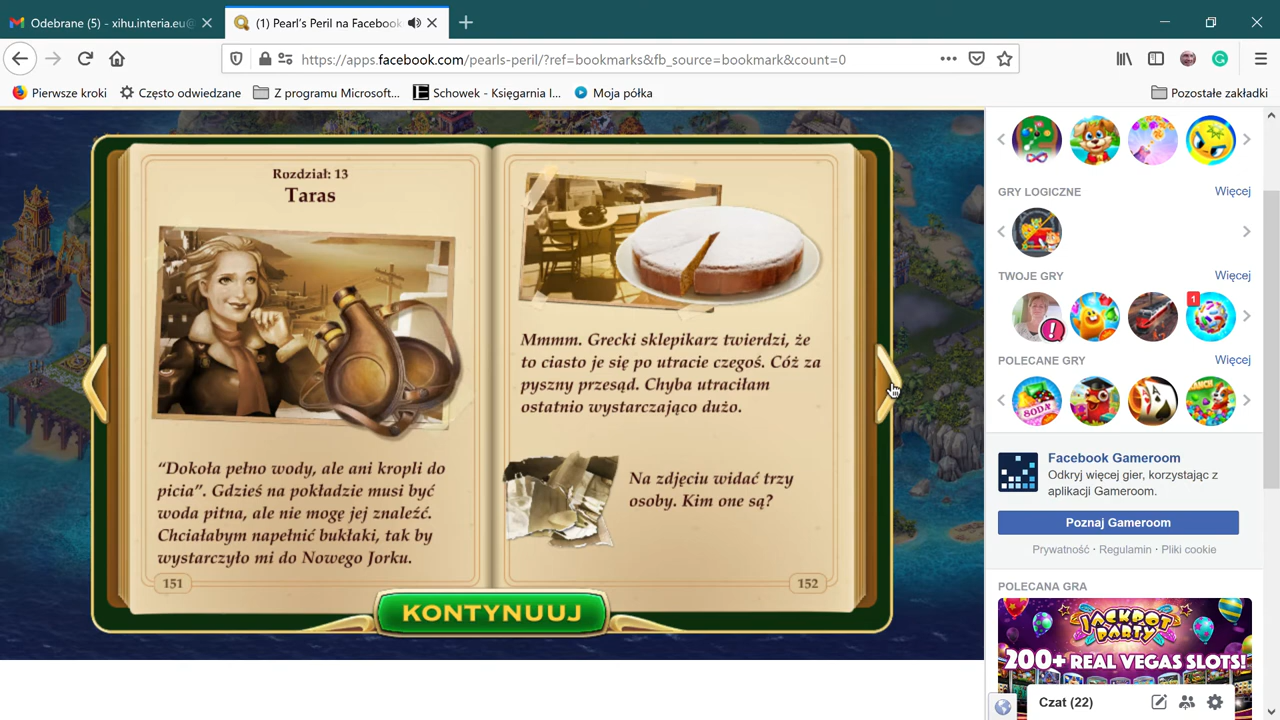 Odebrane (5) - xihu.interia.eu@
(1) Pearl's Peril na Facebook
https://apps.facebook.com/pearls-peril/?ref=bookmarks&fb_source=bookmark&count=0
Pierwsze kroki
Często odwiedzane
Z programu Microsoft...
Schowek - Księgarnia I...
Moja półka
Pozostałe zakładki
Rozdział: 13
Taras
“Dokoła pełno wody, ale ani kropli do
picia”. Gdzieś na pokładzie musi być
woda pitna, ale nie mogę jej znaleźć.
Chciałabym napełnić bukłaki, tak by
wystarczyło mi do Nowego Jorku.
151
Mmmm. Grecki sklepikarz twierdzi, że
to ciasto je się po utracie czegoś. Cóż za
pyszny przesąd. Chyba utraciłam
ostatnio wystarczająco dużo.
Na zdjęciu widać trzy
osoby. Kim one są?
152
KONTYNUUJ
GRY LOGICZNE
Więcej
TWOJE GRY
Więcej
1
POLECANE GRY
Więcej
SODA
Facebook Gameroom
Odkryj więcej gier, korzystając z
aplikacji Gameroom.
Poznaj Gameroom
Prywatność · Regulamin · Pliki cookie
POLECANA GRA
JACKPOT
PARTY
200+ REAL VEGAS SLOTS!
Czat (22)